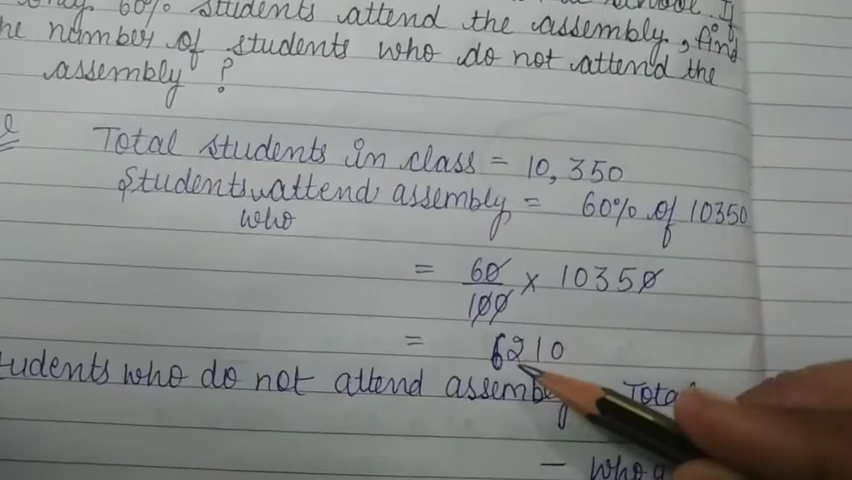 60% students attend the assembly, find
the number of students who do not attend the
assembly ?
Total students in class = 10,350
Students who attend assembly = 60% of 10350
= 60/100 × 10350
= 6210
students who do not attend assembly Total
- who